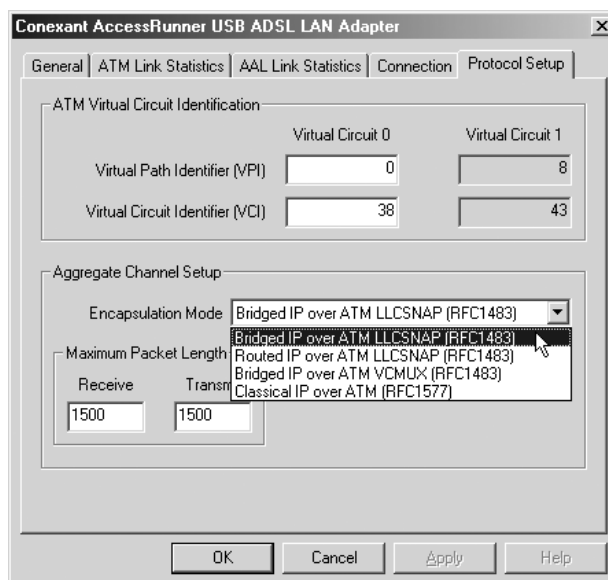 Conexant AccessRunner USB ADSL LAN Adapter
General ATM Link Statistics AAL Link Statistics Connection Protocol Setup
ATM Virtual Circuit Identification
Virtual Circuit 0 Virtual Circuit 1
Virtual Path Identifier (VPI) 0 8
Virtual Circuit Identifier (VCI) 38 43
Aggregate Channel Setup
Encapsulation Mode Bridged IP over ATM LLCSNAP (RFC1483)
Bridged IP over ATM LLCSNAP (RFC1483)
Routed IP over ATM LLCSNAP (RFC1483)
Bridged IP over ATM VCMUX (RFC1483)
Classical IP over ATM (RFC1577)
Maximum Packet Length
Receive Transm
1500 1500
OK Cancel Apply Help